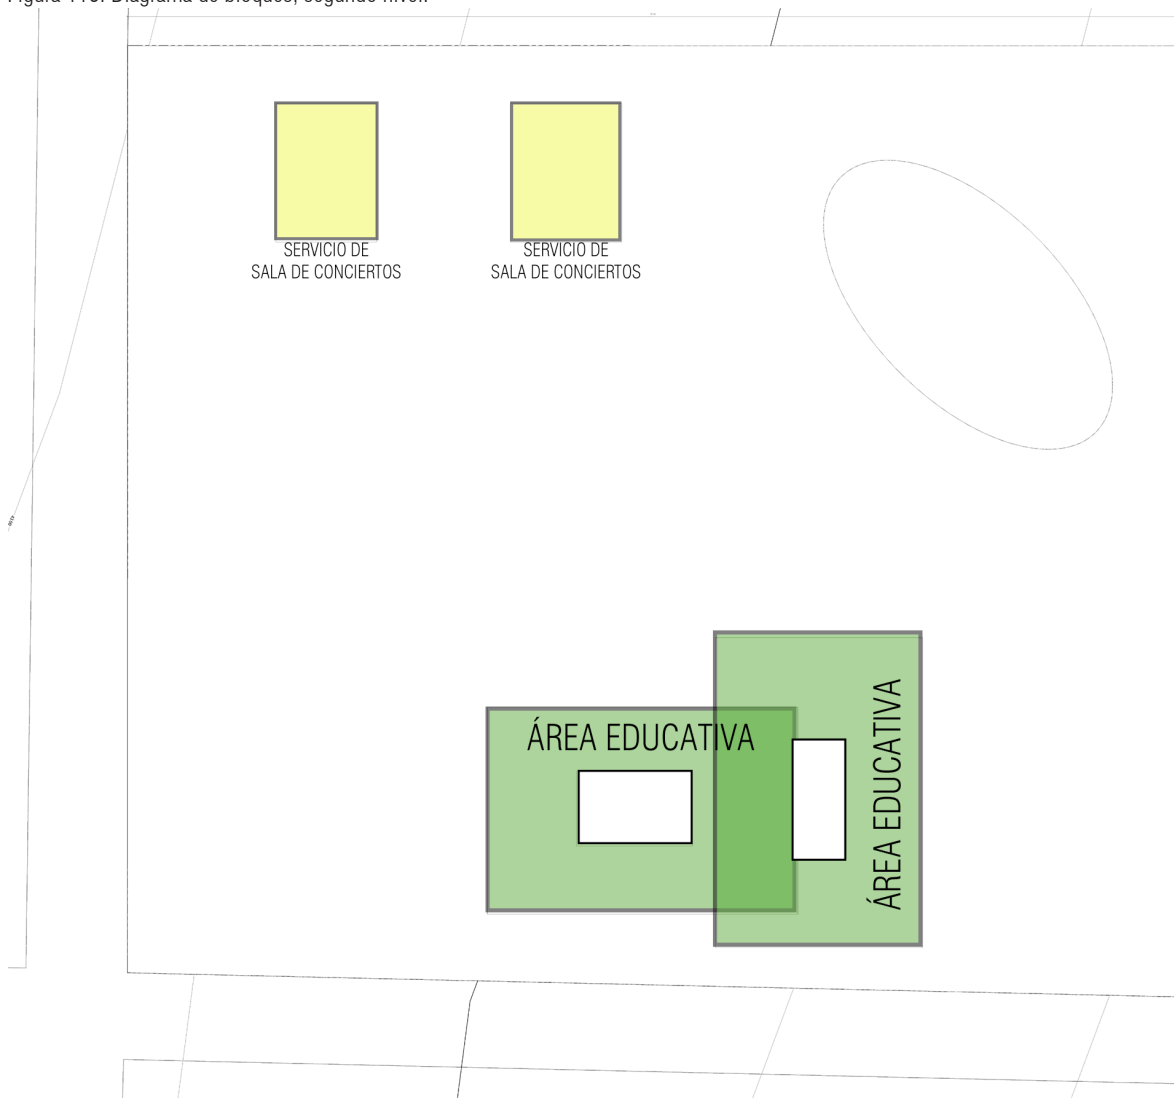 SERVICIO DE
SALA DE CONCIERTOS
SERVICIO DE
SALA DE CONCIERTOS
ÁREA EDUCATIVA
ÁREA EDUCATIVA